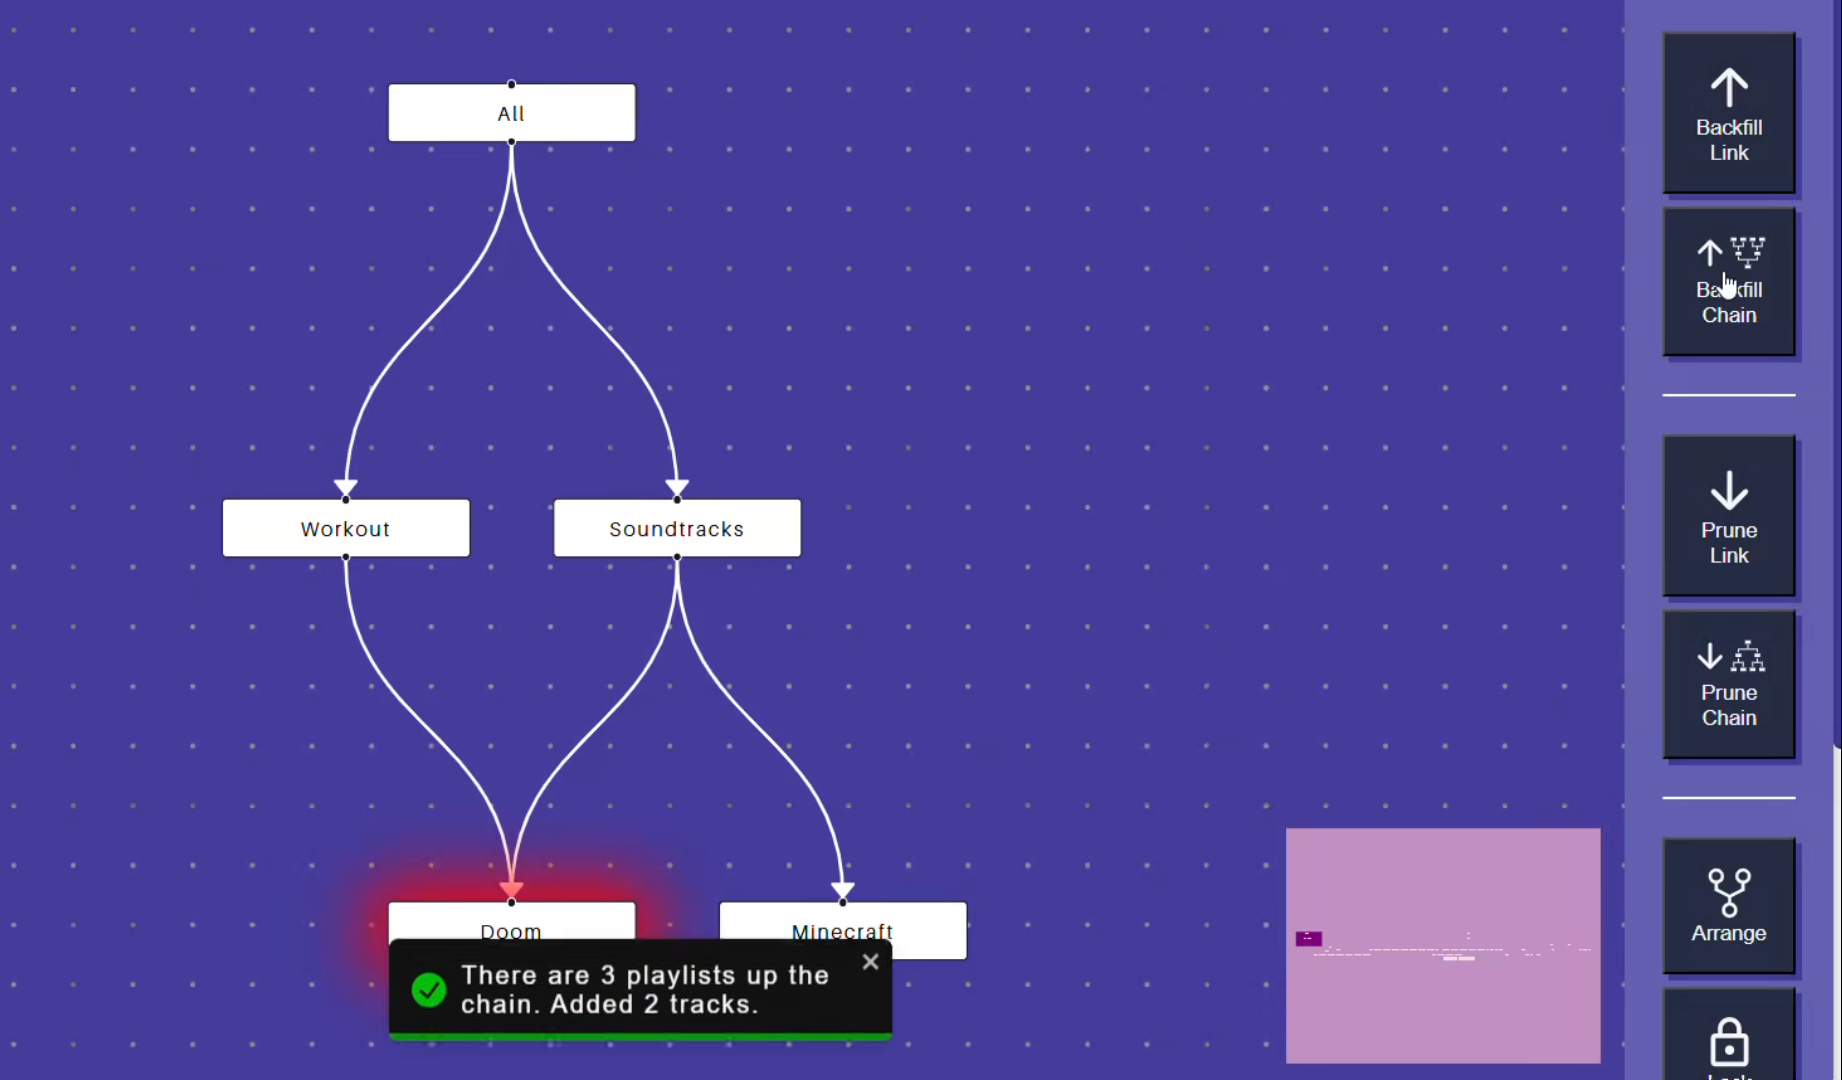 All
Backfill
Link
Backfill
Chain
Workout
Soundtracks
Prune
Link
Prune
Chain
Doom
Minecraft
There are 3 playlists up the
chain. Added 2 tracks.
Arrange